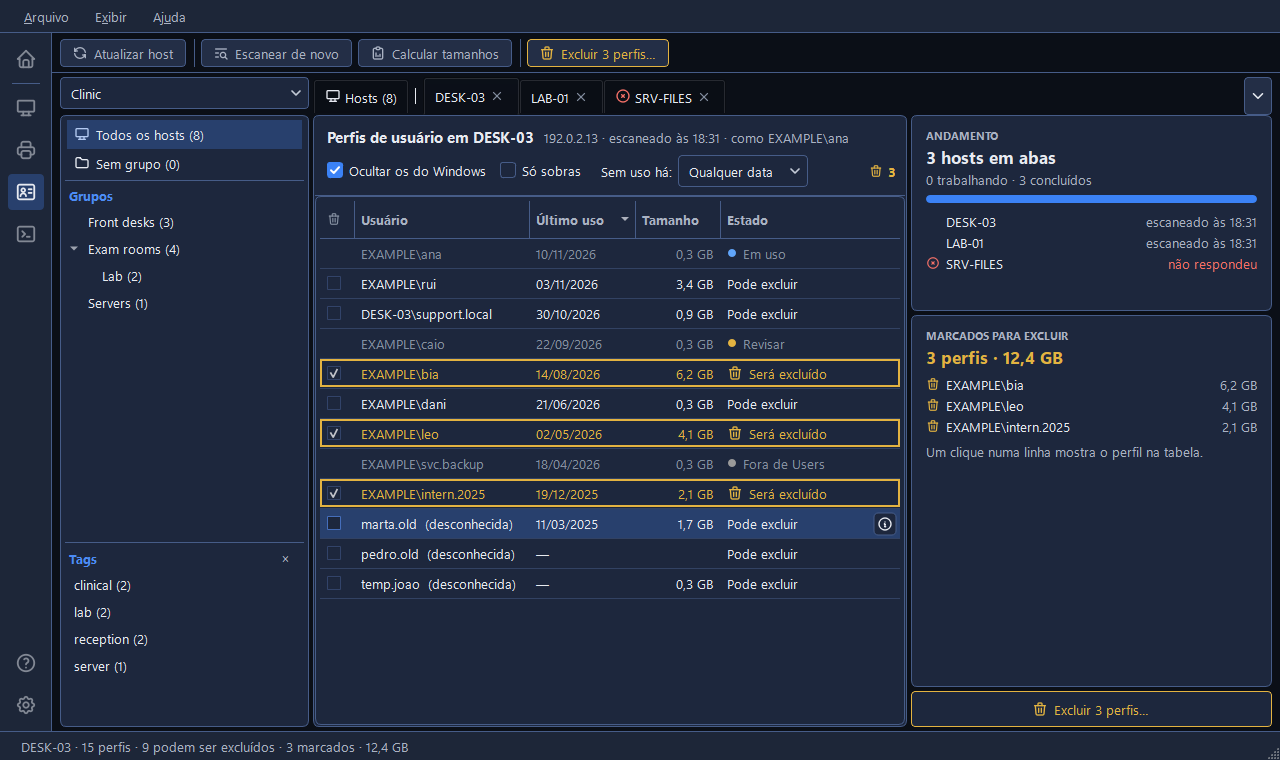 Arquivo Exibir Ajuda
Atualizar host Escanear de novo Calcular tamanhos Excluir 3 perfis...
Clinic
Hosts (8) DESK-03 LAB-01 SRV-FILES
Todos os hosts (8)
Sem grupo (0)
Grupos
Front desks (3)
Exam rooms (4)
Lab (2)
Servers (1)
Tags ×
clinical (2)
lab (2)
reception (2)
server (1)
Perfis de usuário em DESK-03 192.0.2.13 · escaneado às 18:31 · como EXAMPLE\ana
Ocultar os do Windows Só sobras Sem uso há: Qualquer data 3
Usuário Último uso Tamanho Estado
EXAMPLE\ana 10/11/2026 0,3 GB Em uso
EXAMPLE\rui 03/11/2026 3,4 GB Pode excluir
DESK-03\support.local 30/10/2026 0,9 GB Pode excluir
EXAMPLE\caio 22/09/2026 0,3 GB Revisar
EXAMPLE\bia 14/08/2026 6,2 GB Será excluído
EXAMPLE\dani 21/06/2026 0,3 GB Pode excluir
EXAMPLE\leo 02/05/2026 4,1 GB Será excluído
EXAMPLE\svc.backup 18/04/2026 0,3 GB Fora de Users
EXAMPLE\intern.2025 19/12/2025 2,1 GB Será excluído
marta.old (desconhecida) 11/03/2025 1,7 GB Pode excluir
pedro.old (desconhecida) — Pode excluir
temp.joao (desconhecida) — 0,3 GB Pode excluir
ANDAMENTO
3 hosts em abas
0 trabalhando · 3 concluídos
DESK-03 escaneado às 18:31
LAB-01 escaneado às 18:31
SRV-FILES não respondeu
MARCADOS PARA EXCLUIR
3 perfis · 12,4 GB
EXAMPLE\bia 6,2 GB
EXAMPLE\leo 4,1 GB
EXAMPLE\intern.2025 2,1 GB
Um clique numa linha mostra o perfil na tabela.
Excluir 3 perfis...
DESK-03 · 15 perfis · 9 podem ser excluídos · 3 marcados · 12,4 GB